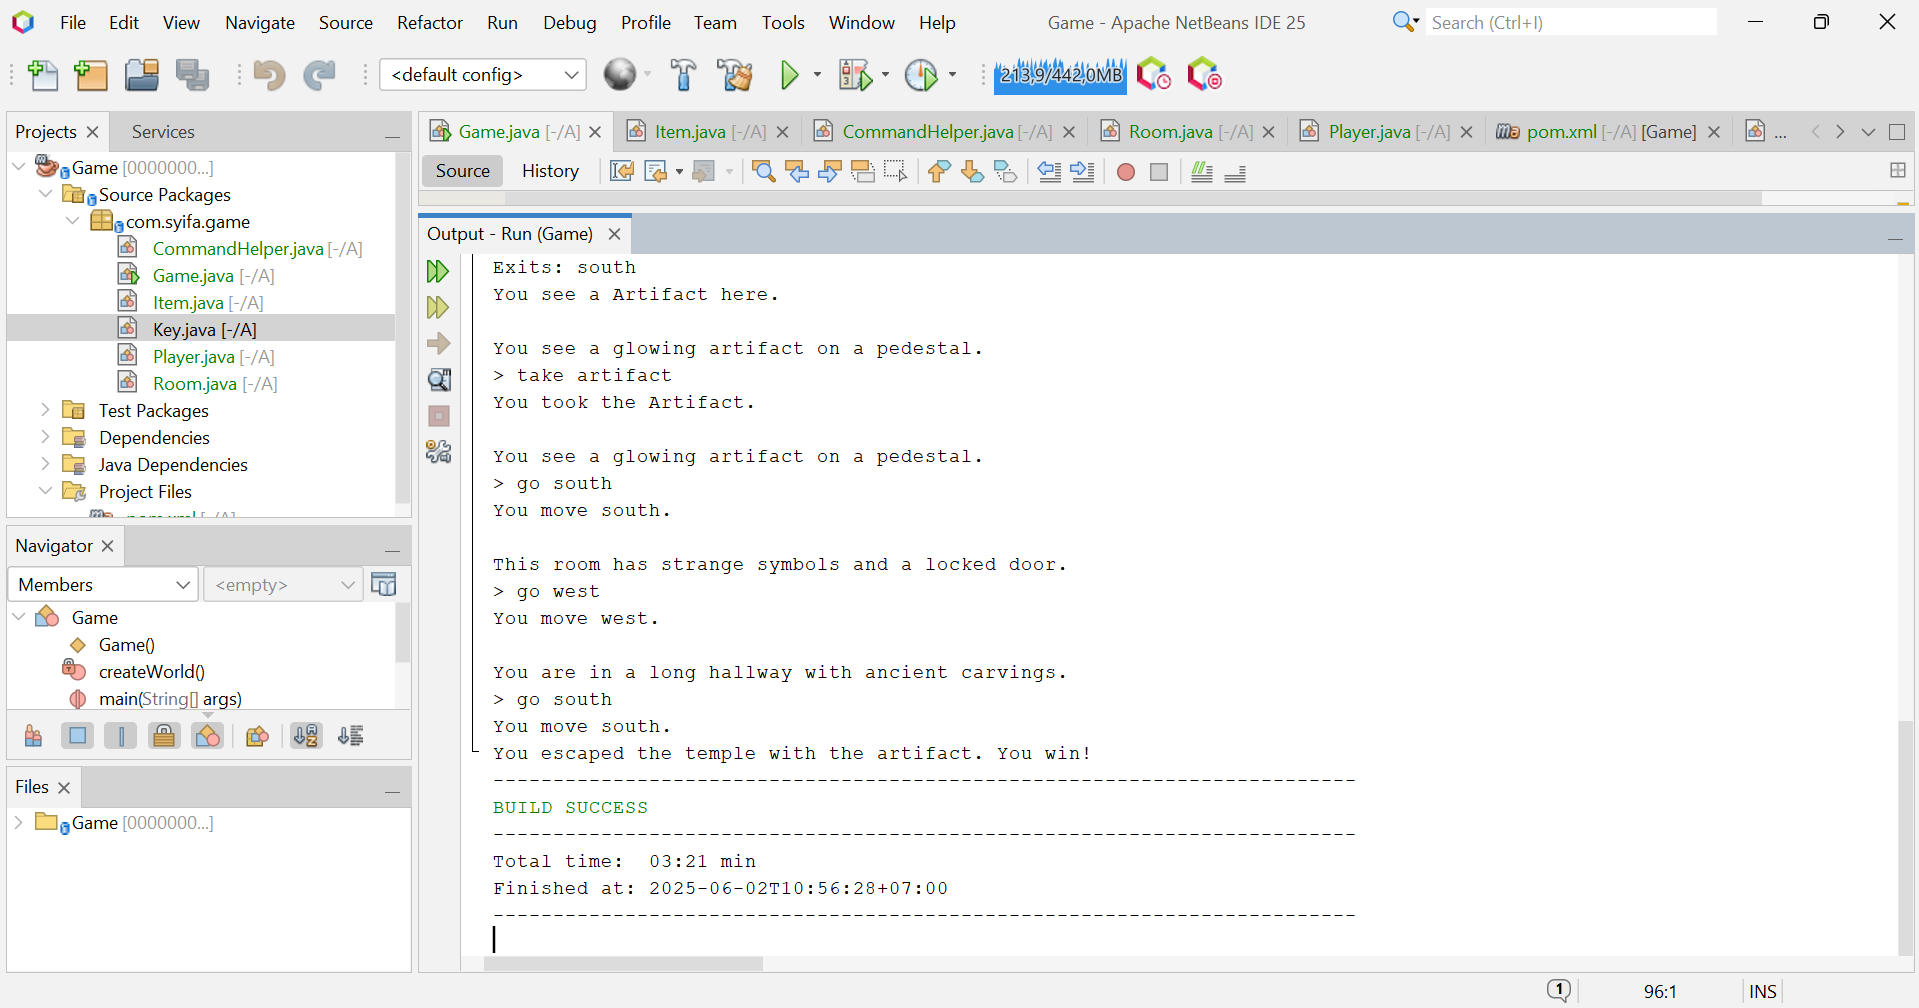 File Edit View Navigate Source Refactor Run Debug Profile Team Tools Window Help Game - Apache NetBeans IDE 25 Search (Ctrl+I)
<default config> 213,9/442,0MB
Projects Services
Game [0000000...]
Source Packages
com.syifa.game
CommandHelper.java [-/A]
Game.java [-/A]
Item.java [-/A]
Key.java [-/A]
Player.java [-/A]
Room.java [-/A]
Test Packages
Dependencies
Java Dependencies
Project Files
pom.xml [-/A]
Navigator
Members <empty>
Game
Game()
createWorld()
main(String[] args)
Files
Game [0000000...]
Game.java [-/A] Item.java [-/A] CommandHelper.java [-/A] Room.java [-/A] Player.java [-/A] pom.xml [-/A] [Game] ...
Source History
Output - Run (Game)
Exits: south
You see a Artifact here.
You see a glowing artifact on a pedestal.
> take artifact
You took the Artifact.
You see a glowing artifact on a pedestal.
> go south
You move south.
This room has strange symbols and a locked door.
> go west
You move west.
You are in a long hallway with ancient carvings.
> go south
You move south.
You escaped the temple with the artifact. You win!
------------------------------------------------------------------------
BUILD SUCCESS
------------------------------------------------------------------------
Total time:  03:21 min
Finished at: 2025-06-02T10:56:28+07:00
------------------------------------------------------------------------
1 96:1 INS